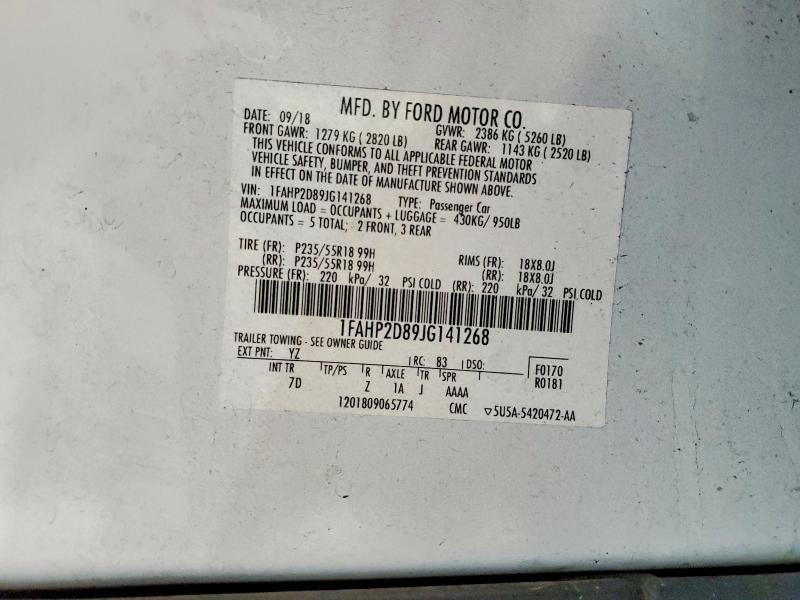 MFD. BY FORD MOTOR CO.
DATE: 09/18 GVWR: 2386 KG ( 5260 LB)
FRONT GAWR: 1279 KG ( 2820 LB) REAR GAWR: 1143 KG ( 2520 LB)
THIS VEHICLE CONFORMS TO ALL APPLICABLE FEDERAL MOTOR
VEHICLE SAFETY, BUMPER, AND THEFT PREVENTION STANDARDS
IN EFFECT ON THE DATE OF MANUFACTURE SHOWN ABOVE.
VIN: 1FAHP2D89JG141268 TYPE: Passenger Car
MAXIMUM LOAD = OCCUPANTS + LUGGAGE = 430KG/ 950LB
OCCUPANTS = 5 TOTAL; 2 FRONT, 3 REAR
TIRE (FR): P235/55R18 99H RIMS (FR): 18X8.0J
(RR): P235/55R18 99H (RR): 18X8.0J
PRESSURE (FR): 220 kPa/ 32 PSI COLD (RR): 220 kPa/ 32 PSI COLD
1FAHP2D89JG141268
TRAILER TOWING - SEE OWNER GUIDE
EXT PNT: YZ RC: 83 DSO: F0170
INT TR TP/PS R AXLE TR SPR R0181
7D Z 1A J AAAA
1201809065774 CMC ▽5U5A-5420472-AA